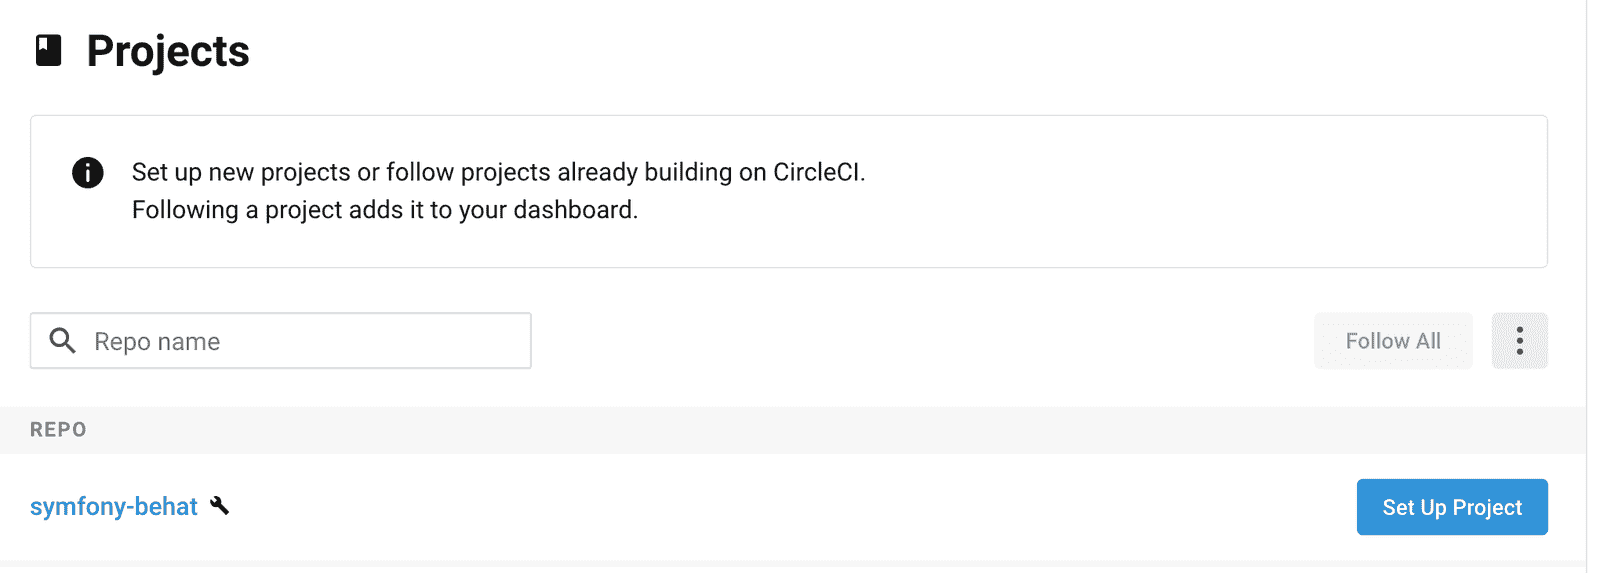 Projects
Set up new projects or follow projects already building on CircleCI.
Following a project adds it to your dashboard.
Repo name
Follow All
REPO
symfony-behat
Set Up Project